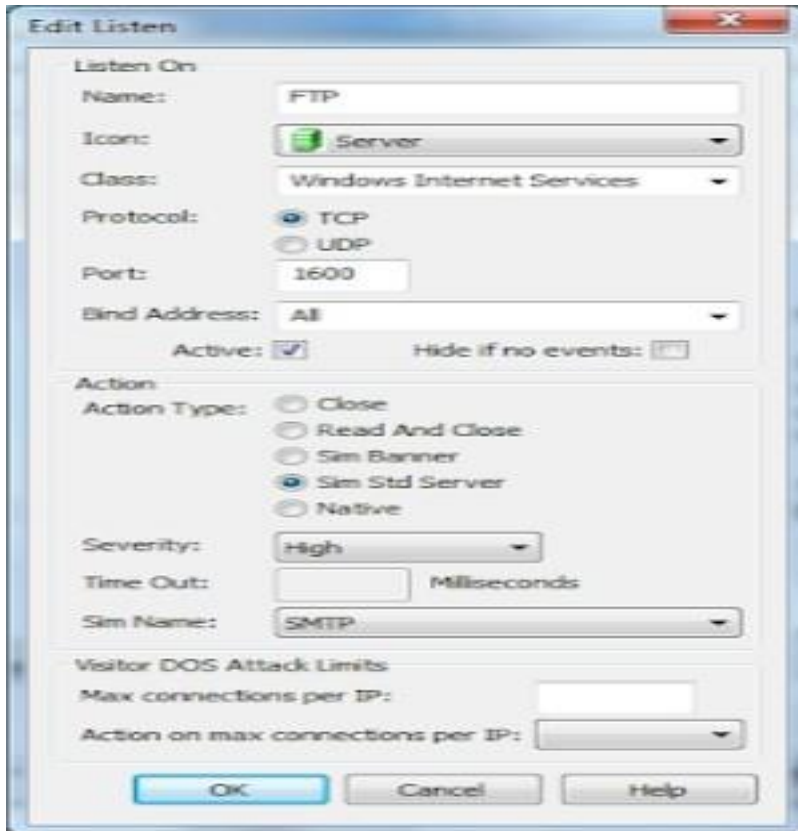 Edit Listen
Listen On
Name: FTP
Icon: Server
Class: Windows Internet Services
Protocol: TCP
UDP
Port: 1600
Bind Address: All
Active: Hide if no events:
Action
Action Type: Close
Read And Close
Sim Banner
Sim Std Server
Native
Severity: High
Time Out: Milliseconds
Sim Name: SMTP
Visitor DOS Attack Limits
Max connections per IP:
Action on max connections per IP:
OK Cancel Help